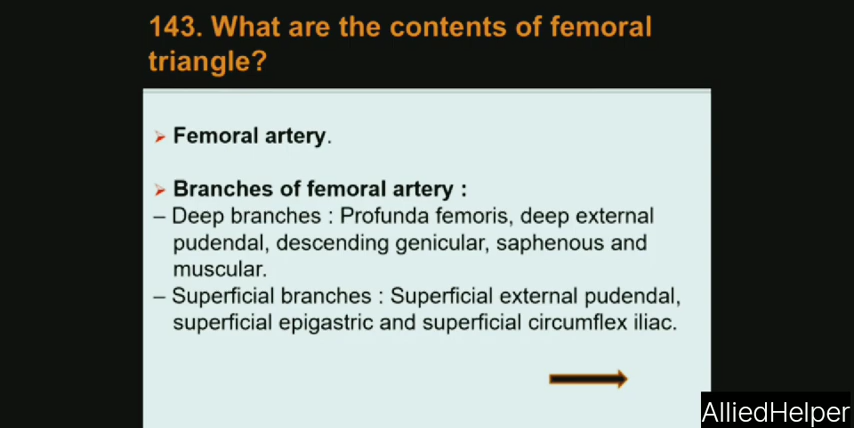 143. What are the contents of femoral
triangle?
➢ Femoral artery.
➢ Branches of femoral artery :
– Deep branches : Profunda femoris, deep external
pudendal, descending genicular, saphenous and
muscular.
– Superficial branches : Superficial external pudendal,
superficial epigastric and superficial circumflex iliac.
AlliedHelper